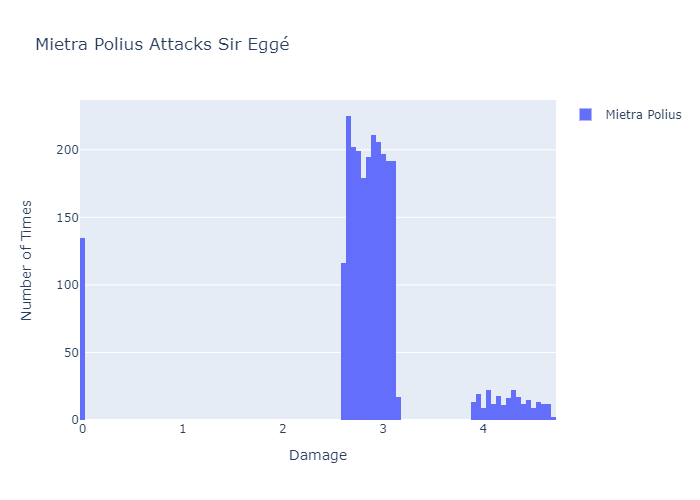 Mietra Polius Attacks Sir Eggé
Mietra Polius
Number of Times
200
150
100
50
0
0 1 2 3 4
Damage